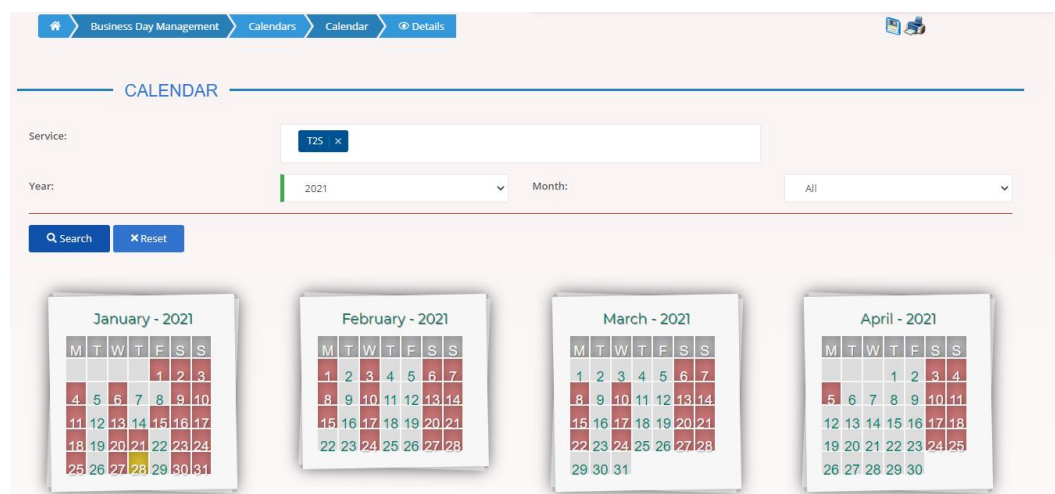 Business Day Management Calendars Calendar Details
CALENDAR
Service: T2S ×
Year: 2021 Month: All
Search × Reset
January - 2021 February - 2021 March - 2021 April - 2021
M T W T F S S M T W T F S S M T W T F S S M T W T F S S
1 2 3 1 2 3 4 5 6 7 1 2 3 4 5 6 7 1 2 3 4
4 5 6 7 8 9 10 8 9 10 11 12 13 14 8 9 10 11 12 13 14 5 6 7 8 9 10 11
11 12 13 14 15 16 17 15 16 17 18 19 20 21 15 16 17 18 19 20 21 12 13 14 15 16 17 18
18 19 20 21 22 23 24 22 23 24 25 26 27 28 22 23 24 25 26 27 28 19 20 21 22 23 24 25
25 26 27 28 29 30 31 29 30 31 26 27 28 29 30